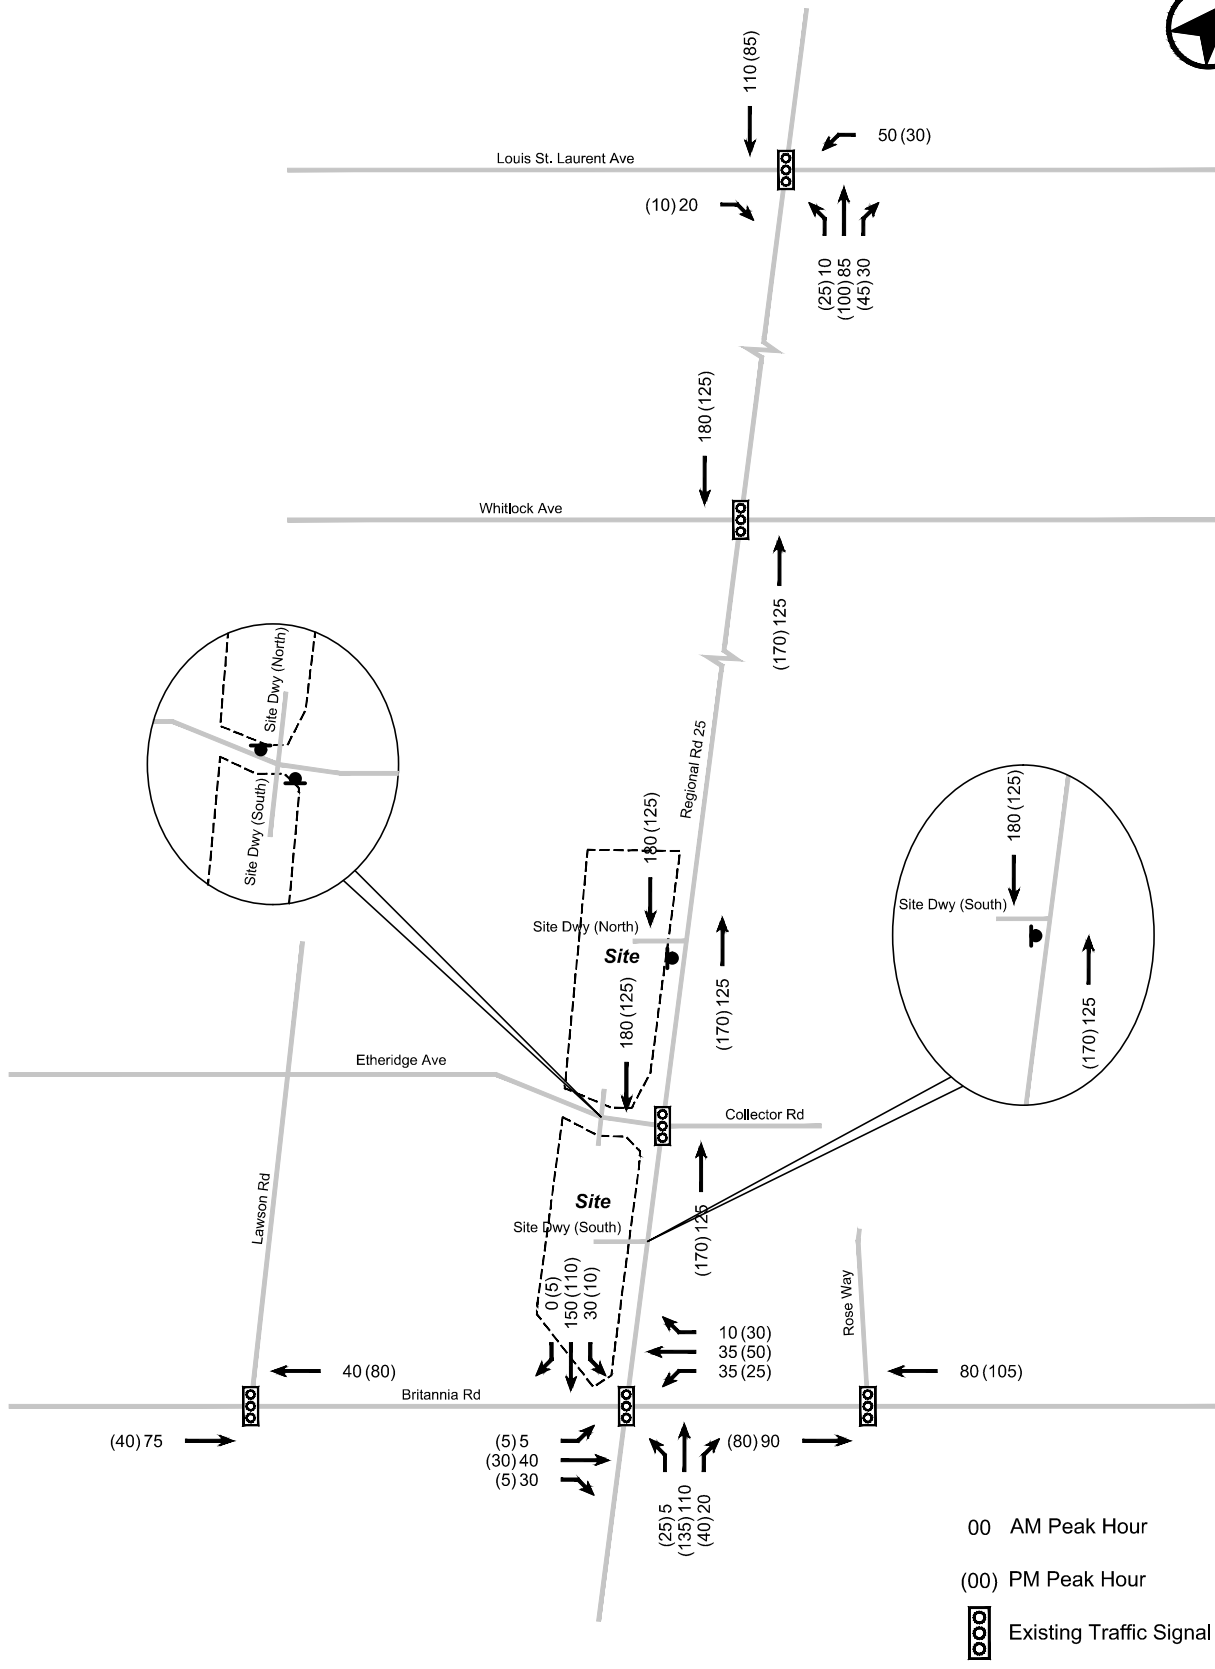 110 (85)
50 (30)
Louis St. Laurent Ave
(10) 20
(25) 10
(100) 85
(45) 30
180 (125)
Whitlock Ave
(170) 125
Site Dwy (North)
Site Dwy (South)
Regional Rd 25
180 (125)
180 (125)
Site Dwy (South)
(170) 125
Site Dwy (North)
Site
180 (125)
(170) 125
Etheridge Ave
Collector Rd
Lawson Rd
Site
Site Dwy (South)
(170) 125
0 (5)
150 (110)
30 (10)
Rose Way
10 (30)
35 (50)
35 (25)
40 (80)
80 (105)
Britannia Rd
(40) 75
(5) 5
(30) 40
(5) 30
(80) 90
(25) 5
(135) 110
(40) 20
00 AM Peak Hour
(00) PM Peak Hour
Existing Traffic Signal